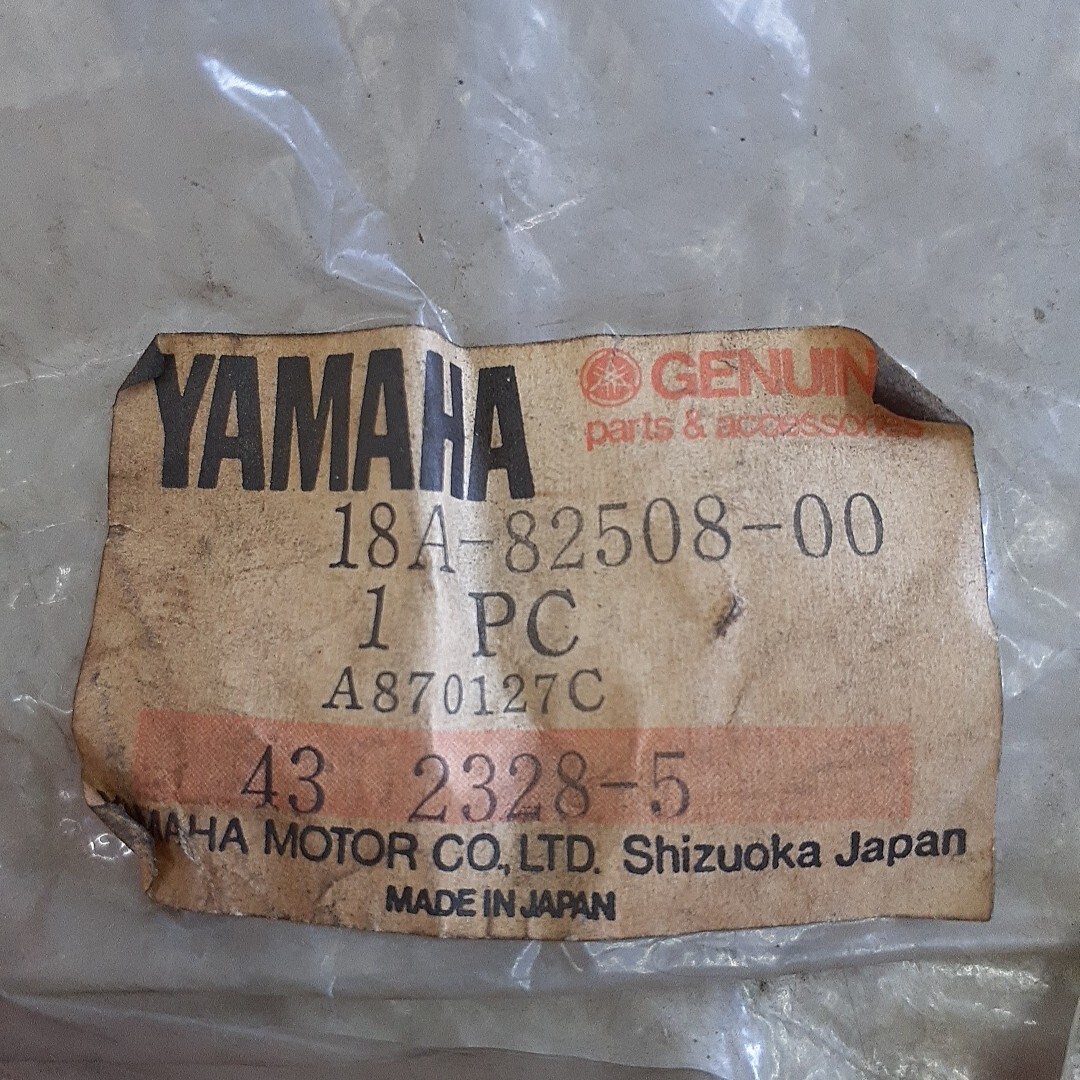 YAMAHA
GENUIN
parts & accessories
18A-82508-00
1 PC
A870127C
43 2328-5
AMAHA MOTOR CO., LTD. Shizuoka Japan
MADE IN JAPAN